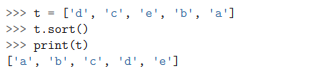 >>> t = ['d', 'c', 'e', 'b', 'a']
>>> t.sort()
>>> print(t)
['a', 'b', 'c', 'd', 'e']